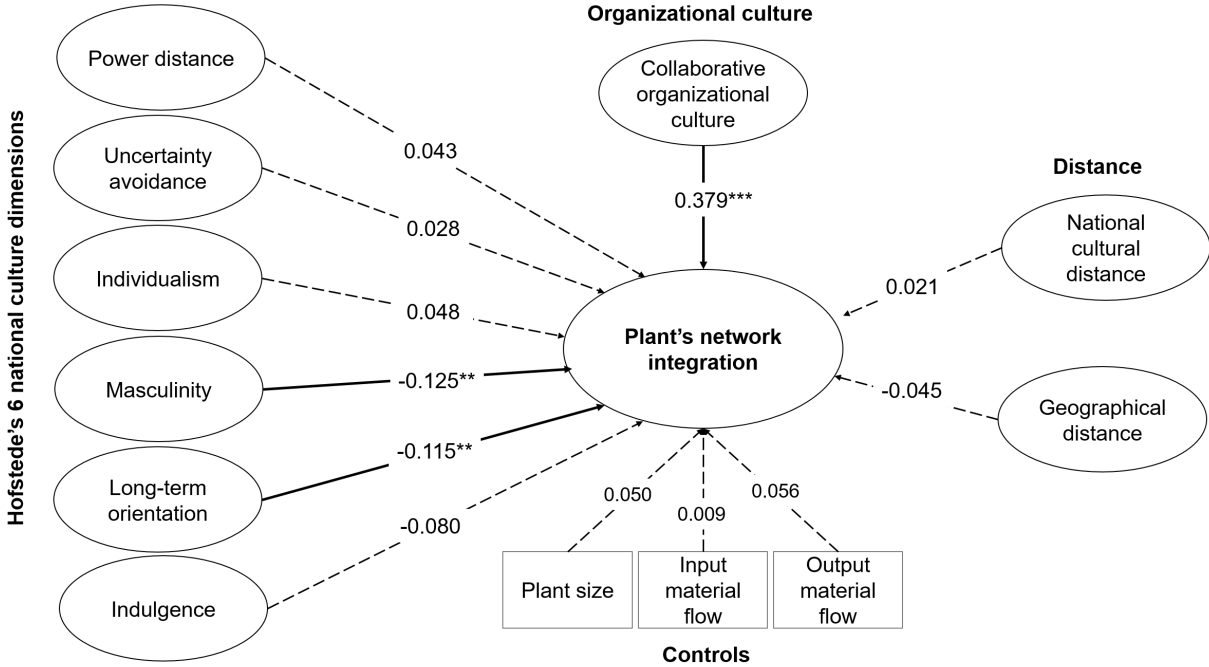 Organizational culture
Power distance
Collaborative
organizational
culture
0.043
Uncertainty
avoidance
Distance
0.379***
0.028
National
cultural
distance
Hofstede's 6 national culture dimensions
Individualism
0.048
0.021
Plant's network
integration
Masculinity
-0.125**
-0.045
Geographical
distance
-0.115**
Long-term
orientation
0.050
0.056
0.009
-0.080
Indulgence
Plant size
Input
material
flow
Output
material
flow
Controls